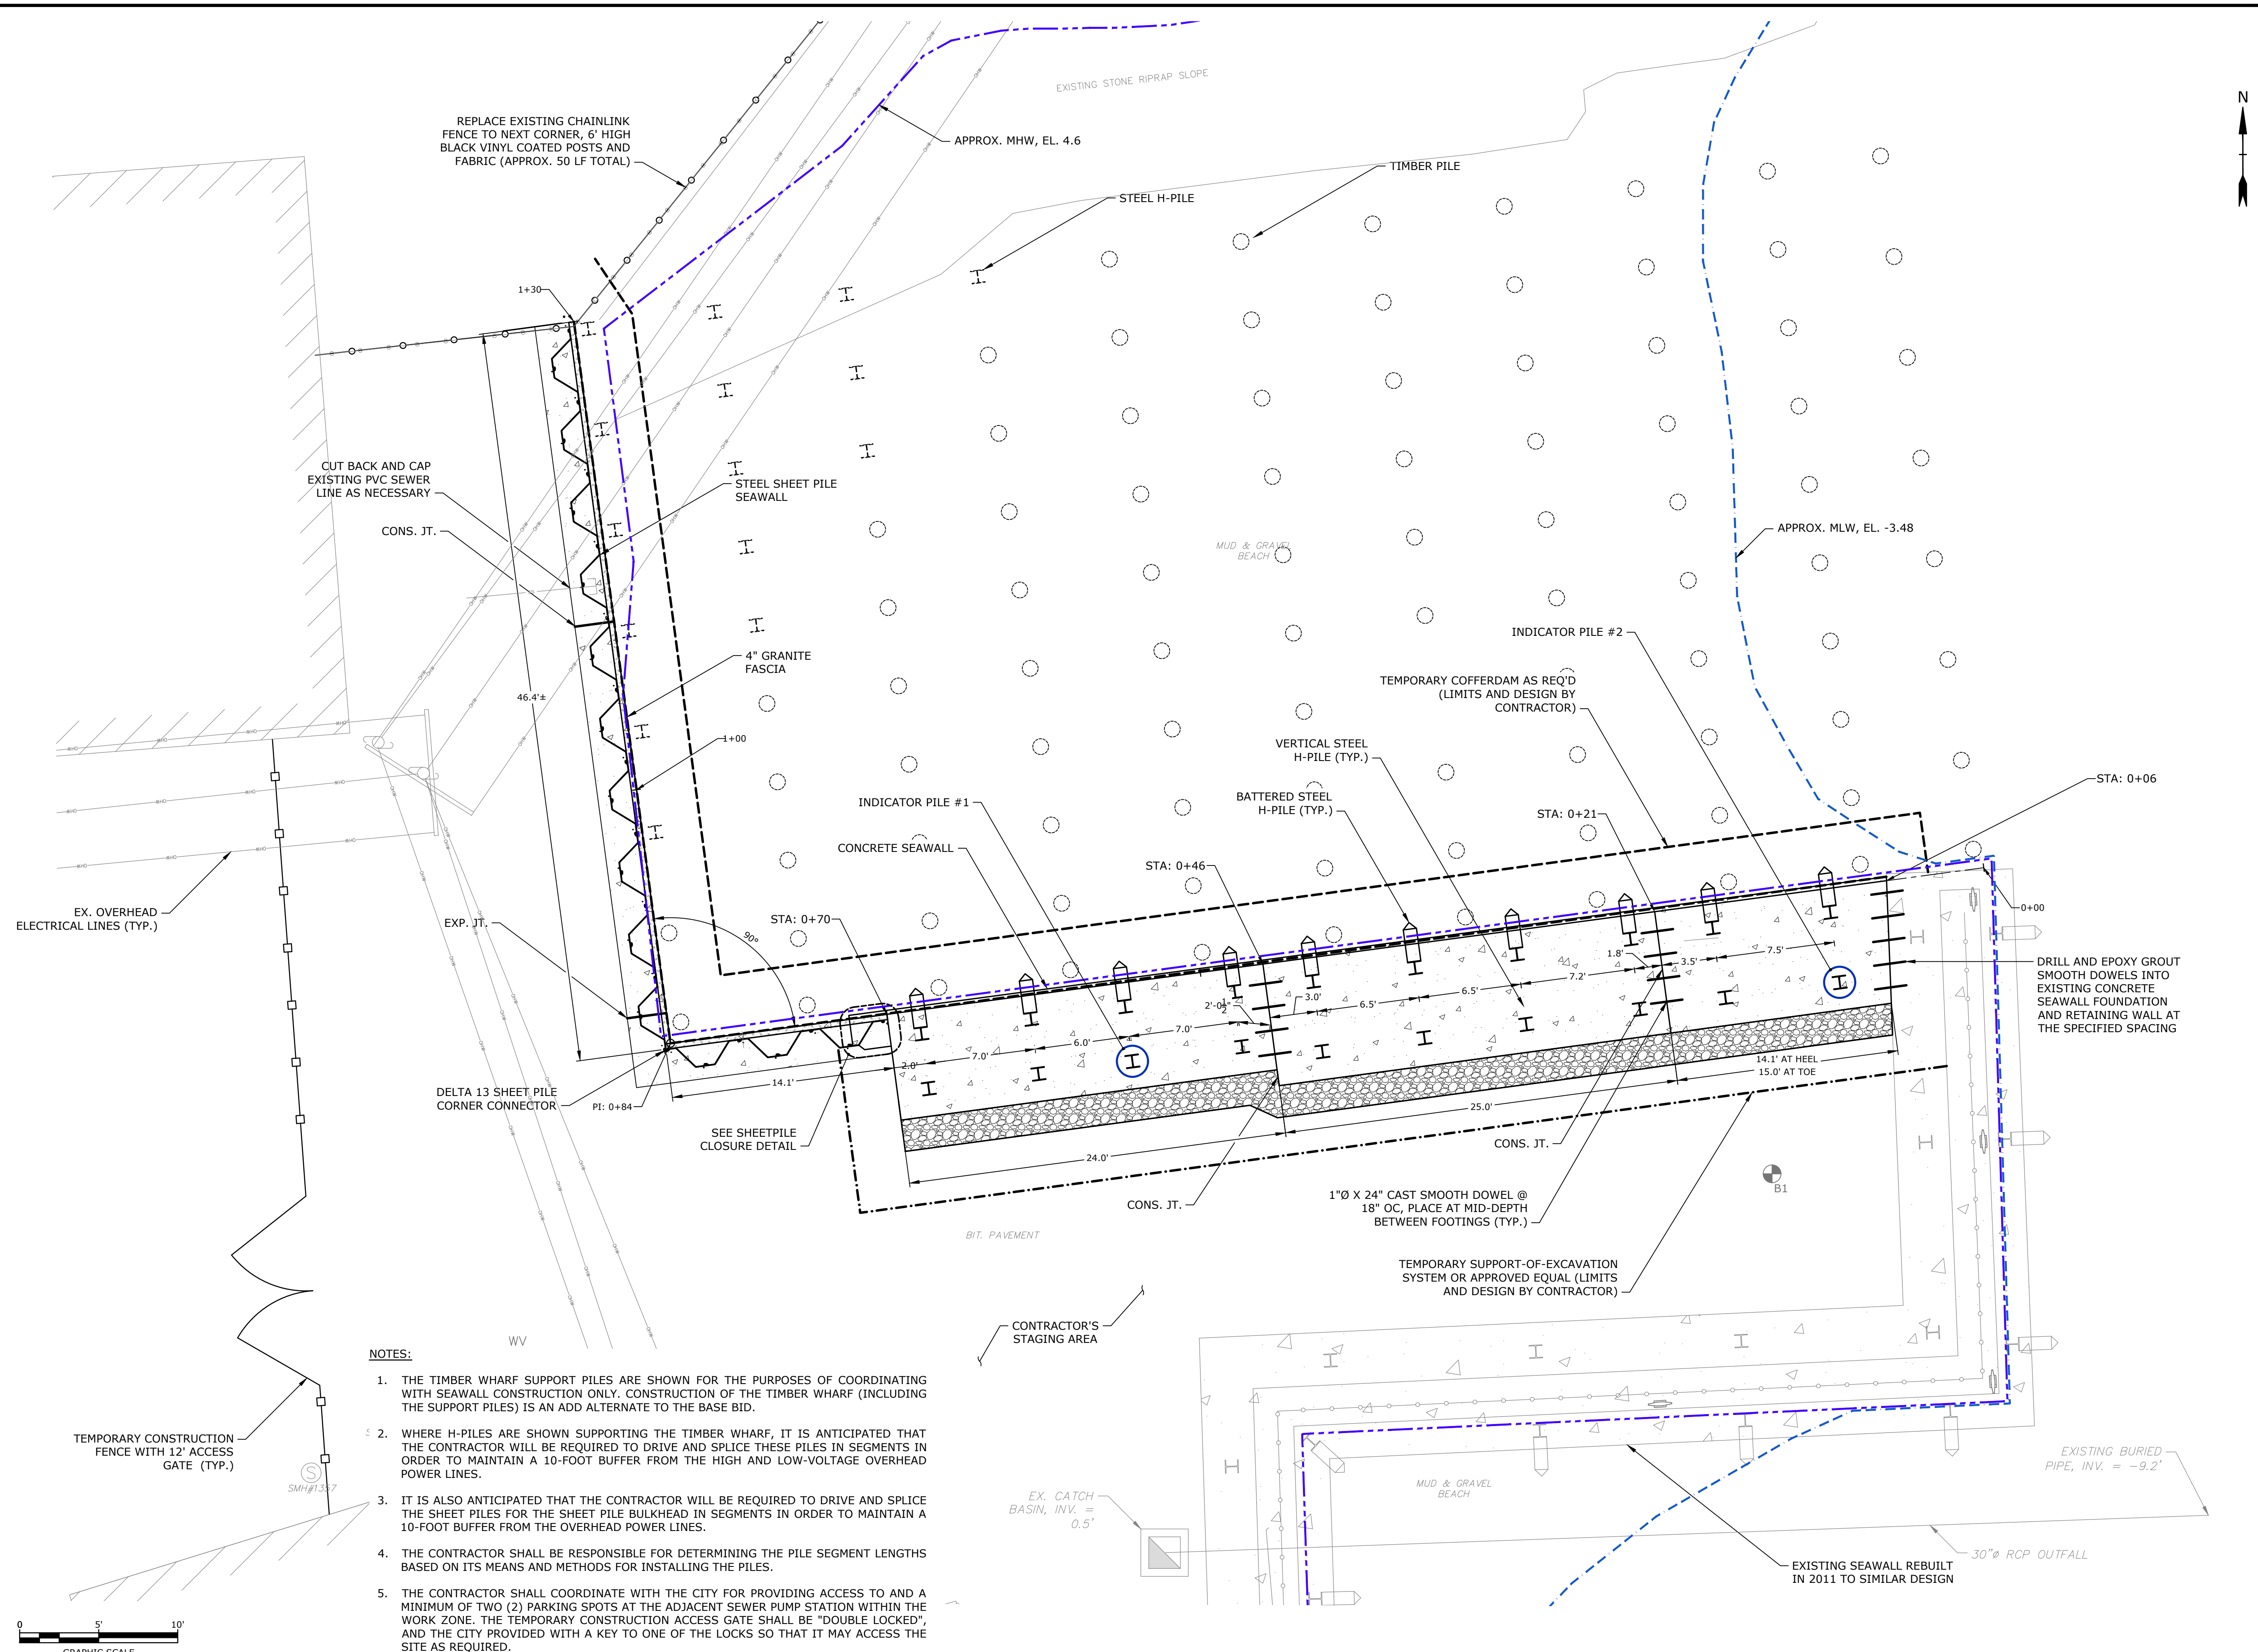 EXISTING STONE RIPRAP SLOPE
N
REPLACE EXISTING CHAINLINK
FENCE TO NEXT CORNER, 6' HIGH
BLACK VINYL COATED POSTS AND
FABRIC (APPROX. 50 LF TOTAL)
APPROX. MHW, EL. 4.6
TIMBER PILE
STEEL H-PILE
1+30
CUT BACK AND CAP
EXISTING PVC SEWER
LINE AS NECESSARY
STEEL SHEET PILE
SEAWALL
CONS. JT.
APPROX. MLW, EL. -3.48
MUD & GRAVEL
BEACH
INDICATOR PILE #2
4" GRANITE
FASCIA
46.4'±
TEMPORARY COFFERDAM AS REQ'D
(LIMITS AND DESIGN BY
CONTRACTOR)
1+00
VERTICAL STEEL
H-PILE (TYP.)
STA: 0+06
INDICATOR PILE #1
BATTERED STEEL
H-PILE (TYP.)
STA: 0+21
CONCRETE SEAWALL
STA: 0+46
EX. OVERHEAD
ELECTRICAL LINES (TYP.)
EXP. JT.
STA: 0+70
90°
0+00
1.8'
3.5'
7.5'
7.2'
6.5'
6.5'
3.0'
2'-0½"
7.0'
6.0'
7.0'
2.0'
14.1'
DRILL AND EPOXY GROUT
SMOOTH DOWELS INTO
EXISTING CONCRETE
SEAWALL FOUNDATION
AND RETAINING WALL AT
THE SPECIFIED SPACING
14.1' AT HEEL
15.0' AT TOE
25.0'
24.0'
DELTA 13 SHEET PILE
CORNER CONNECTOR
PI: 0+84
SEE SHEETPILE
CLOSURE DETAIL
CONS. JT.
CONS. JT.
B1
1"Ø X 24" CAST SMOOTH DOWEL @
18" OC, PLACE AT MID-DEPTH
BETWEEN FOOTINGS (TYP.)
BIT. PAVEMENT
TEMPORARY SUPPORT-OF-EXCAVATION
SYSTEM OR APPROVED EQUAL (LIMITS
AND DESIGN BY CONTRACTOR)
CONTRACTOR'S
STAGING AREA
WV
NOTES:
1. THE TIMBER WHARF SUPPORT PILES ARE SHOWN FOR THE PURPOSES OF COORDINATING
WITH SEAWALL CONSTRUCTION ONLY. CONSTRUCTION OF THE TIMBER WHARF (INCLUDING
THE SUPPORT PILES) IS AN ADD ALTERNATE TO THE BASE BID.
2. WHERE H-PILES ARE SHOWN SUPPORTING THE TIMBER WHARF, IT IS ANTICIPATED THAT
THE CONTRACTOR WILL BE REQUIRED TO DRIVE AND SPLICE THESE PILES IN SEGMENTS IN
ORDER TO MAINTAIN A 10-FOOT BUFFER FROM THE HIGH AND LOW-VOLTAGE OVERHEAD
POWER LINES.
3. IT IS ALSO ANTICIPATED THAT THE CONTRACTOR WILL BE REQUIRED TO DRIVE AND SPLICE
THE SHEET PILES FOR THE SHEET PILE BULKHEAD IN SEGMENTS IN ORDER TO MAINTAIN A
10-FOOT BUFFER FROM THE OVERHEAD POWER LINES.
4. THE CONTRACTOR SHALL BE RESPONSIBLE FOR DETERMINING THE PILE SEGMENT LENGTHS
BASED ON ITS MEANS AND METHODS FOR INSTALLING THE PILES.
5. THE CONTRACTOR SHALL COORDINATE WITH THE CITY FOR PROVIDING ACCESS TO AND A
MINIMUM OF TWO (2) PARKING SPOTS AT THE ADJACENT SEWER PUMP STATION WITHIN THE
WORK ZONE. THE TEMPORARY CONSTRUCTION ACCESS GATE SHALL BE "DOUBLE LOCKED",
AND THE CITY PROVIDED WITH A KEY TO ONE OF THE LOCKS SO THAT IT MAY ACCESS THE
SITE AS REQUIRED.
TEMPORARY CONSTRUCTION
FENCE WITH 12' ACCESS
GATE (TYP.)
S
SMH#1357
EXISTING BURIED
PIPE, INV. = -9.2'
MUD & GRAVEL
BEACH
EX. CATCH
BASIN, INV. =
0.5'
30"ø RCP OUTFALL
EXISTING SEAWALL REBUILT
IN 2011 TO SIMILAR DESIGN
0 5' 10'
GRAPHIC SCALE